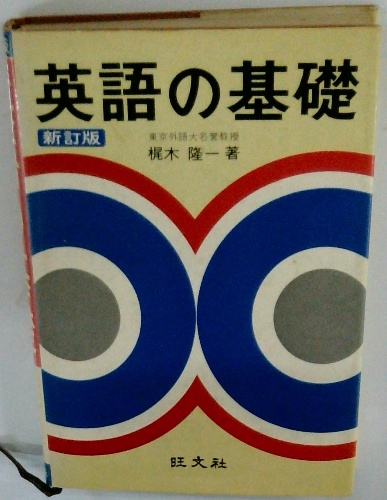 英語の基礎
新訂版
東京外語大名誉教授
梶木 隆一 著
旺文社